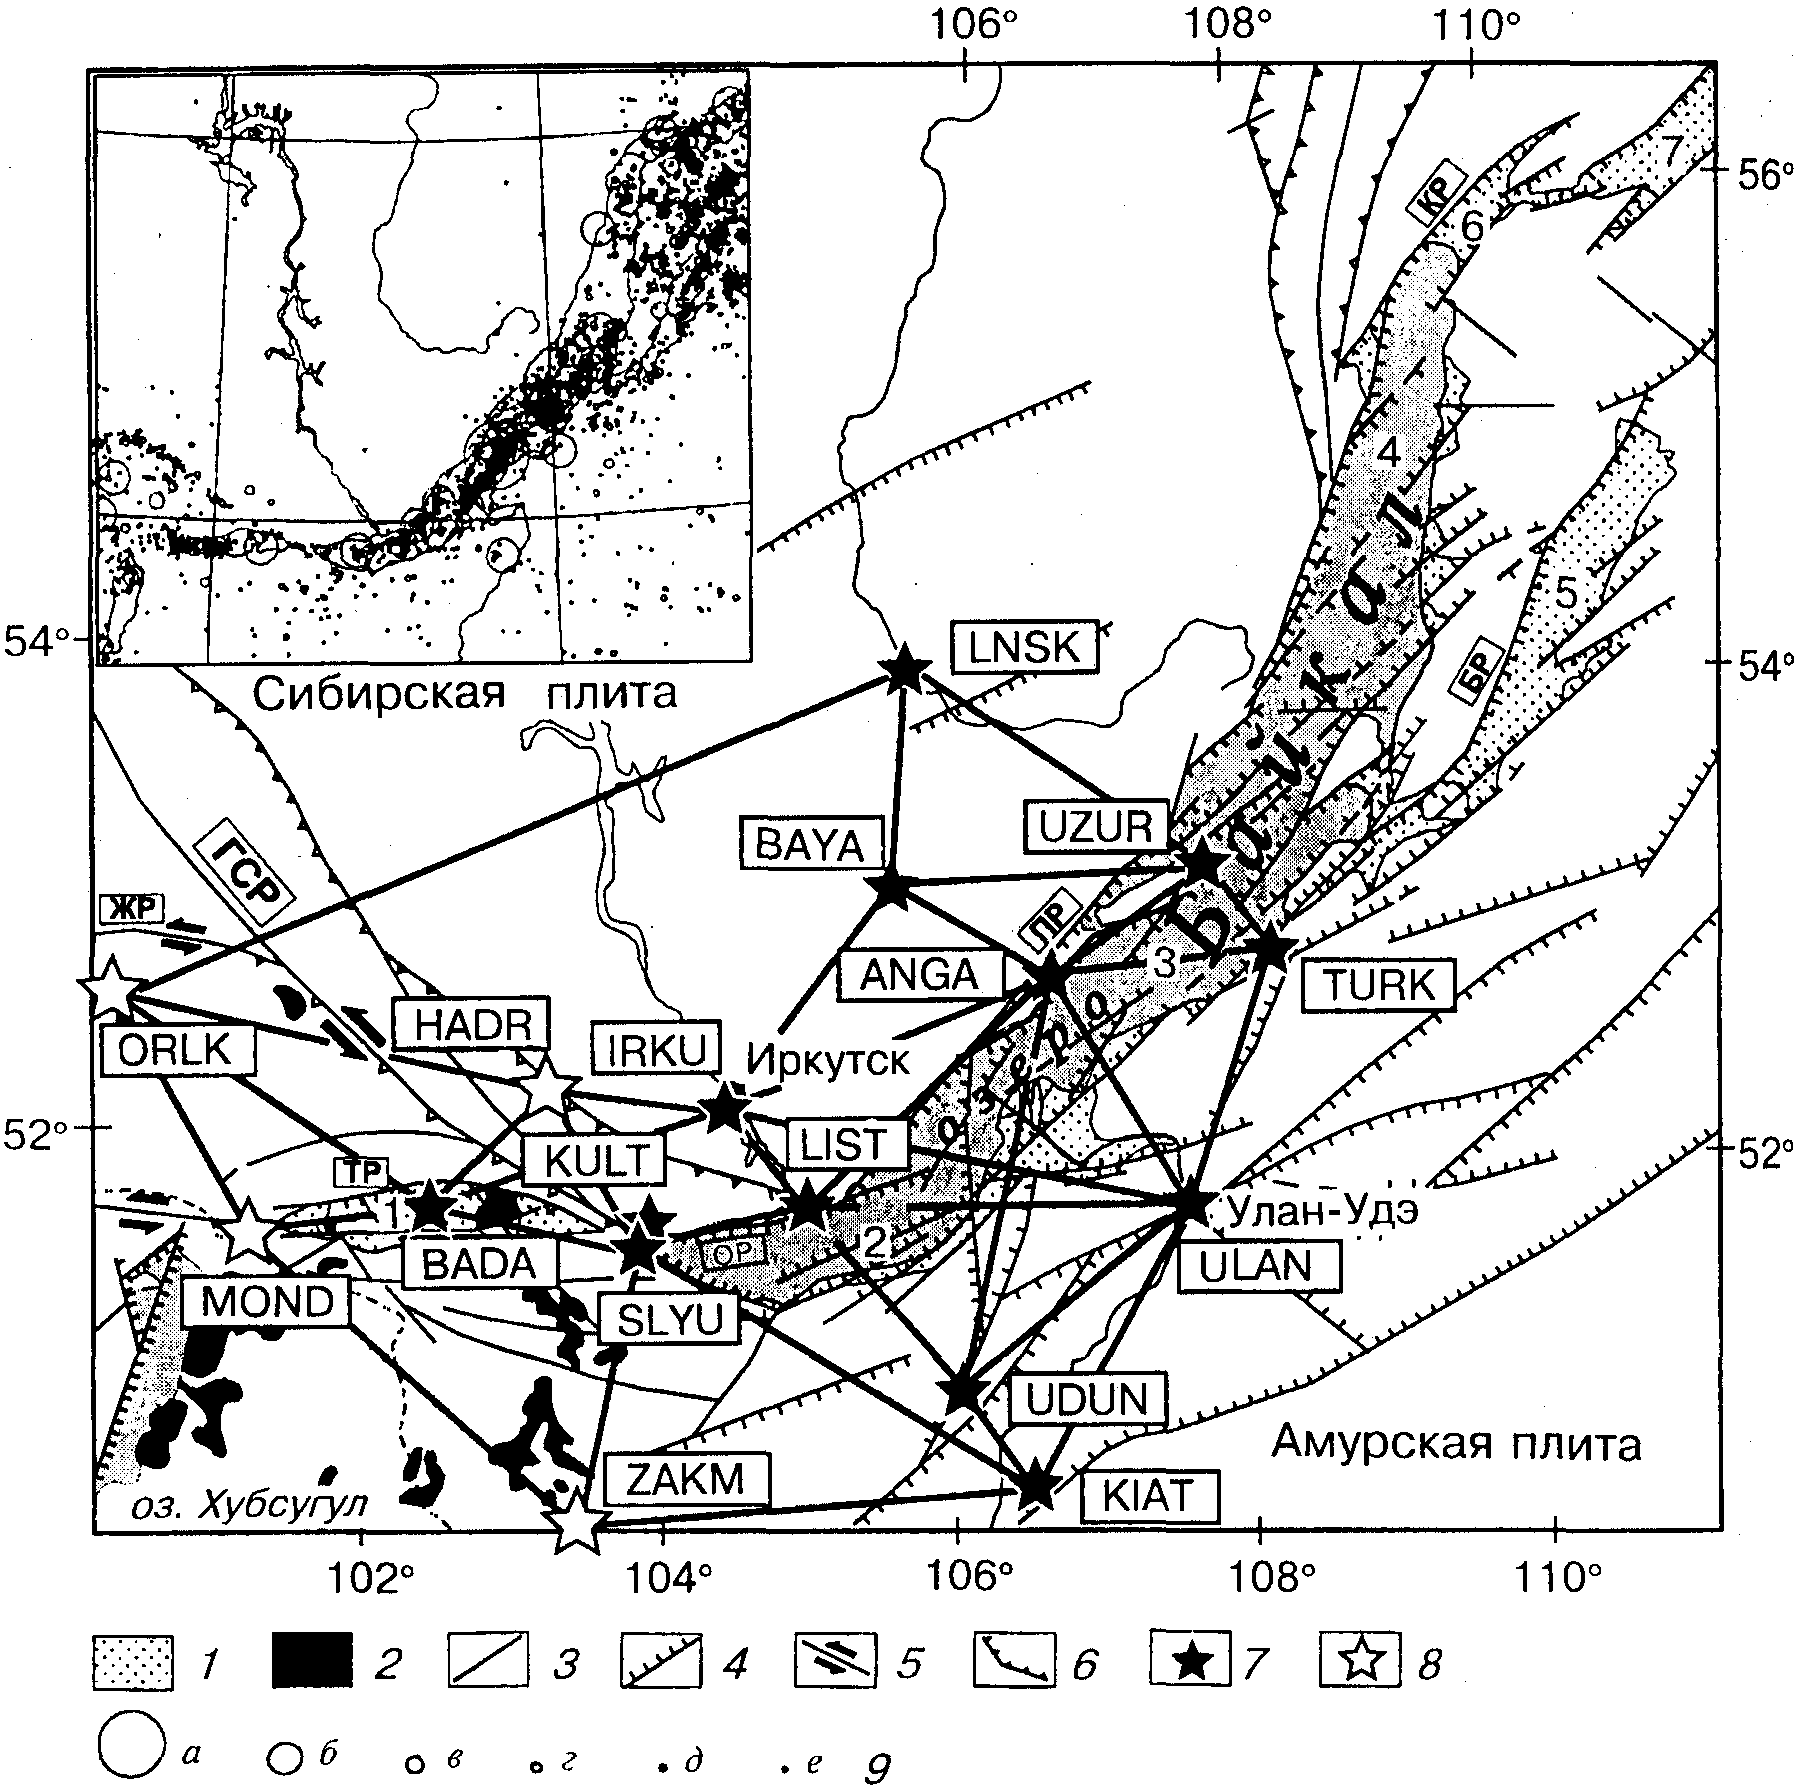 106° 108° 110°
7
56°
КР
6
4
5
54°
LNSK
54°
БР
Сибирская плита
озеро Байкал
UZUR
BAYA
ГСР
ЖР
ПР
ANGA
3
TURK
HADR
IRKU
Иркутск
ORLK
52°
LIST
KULT
52°
ТР
1
Улан-Удэ
2
ОР
BADA
ULAN
MOND
SLYU
UDUN
Амурская плита
ZAKM
KIAT
оз. Хубсугул
102° 104° 106° 108° 110°
1 2 3 4 5 6 7 8
а б в г д е 9